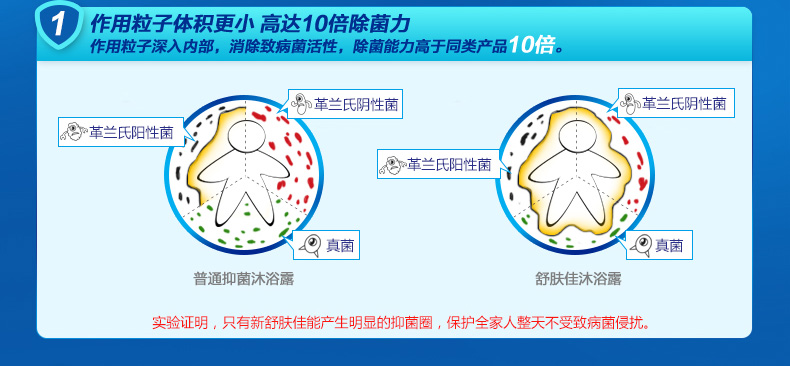 1
作用粒子体积更小 高达10倍除菌力
作用粒子深入内部，消除致病菌活性，除菌能力高于同类产品10倍。
革兰氏阴性菌
革兰氏阳性菌
真菌
普通抑菌沐浴露
革兰氏阴性菌
革兰氏阳性菌
真菌
舒肤佳沐浴露
实验证明，只有新舒肤佳能产生明显的抑菌圈，保护全家人整天不受致病菌侵扰。